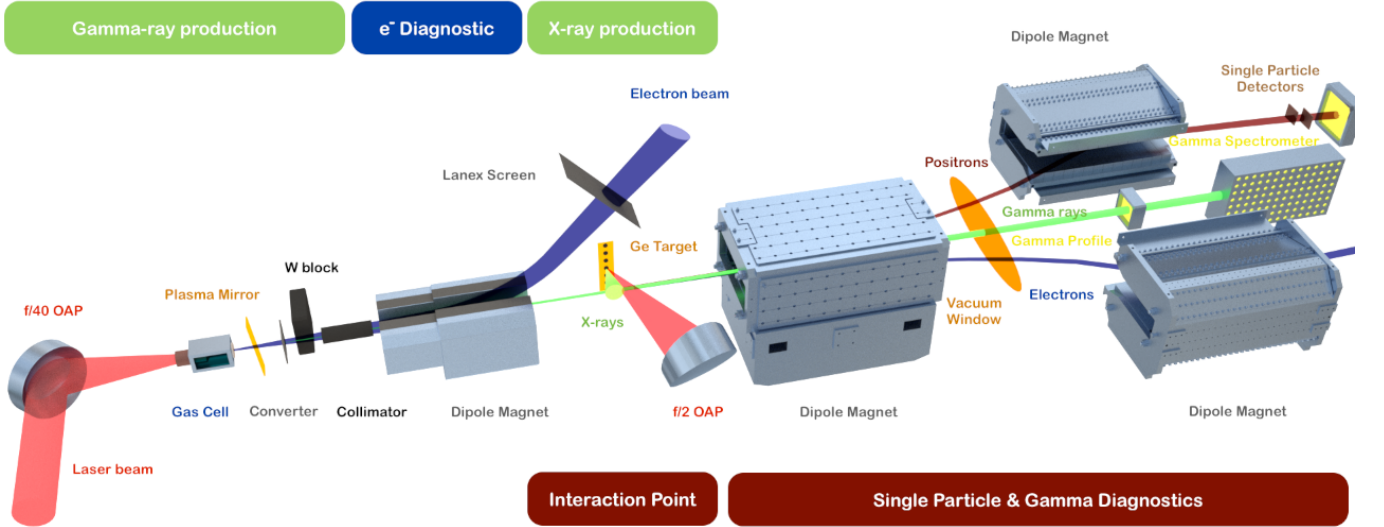 Gamma-ray production
e⁻ Diagnostic
X-ray production
Dipole Magnet
Single Particle
Detectors
Electron beam
Gamma Spectrometer
Lanex Screen
Positrons
Gamma rays
Ge Target
Gamma Profile
W block
Plasma Mirror
f/40 OAP
X-rays
Vacuum
Window
Electrons
Gas Cell
Converter
Collimator
Dipole Magnet
f/2 OAP
Dipole Magnet
Dipole Magnet
Laser beam
Interaction Point
Single Particle & Gamma Diagnostics